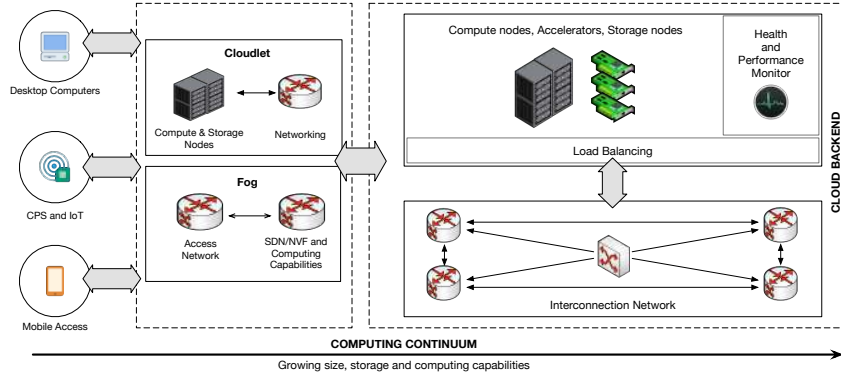 Desktop Computers
CPS and IoT
Mobile Access
Cloudlet
Compute & Storage
Nodes
Networking
Fog
Access
Network
SDN/NVF and
Computing
Capabilities
Compute nodes, Accelerators, Storage nodes
Health
and
Performance
Monitor
Load Balancing
Interconnection Network
CLOUD BACKEND
COMPUTING CONTINUUM
Growing size, storage and computing capabilities